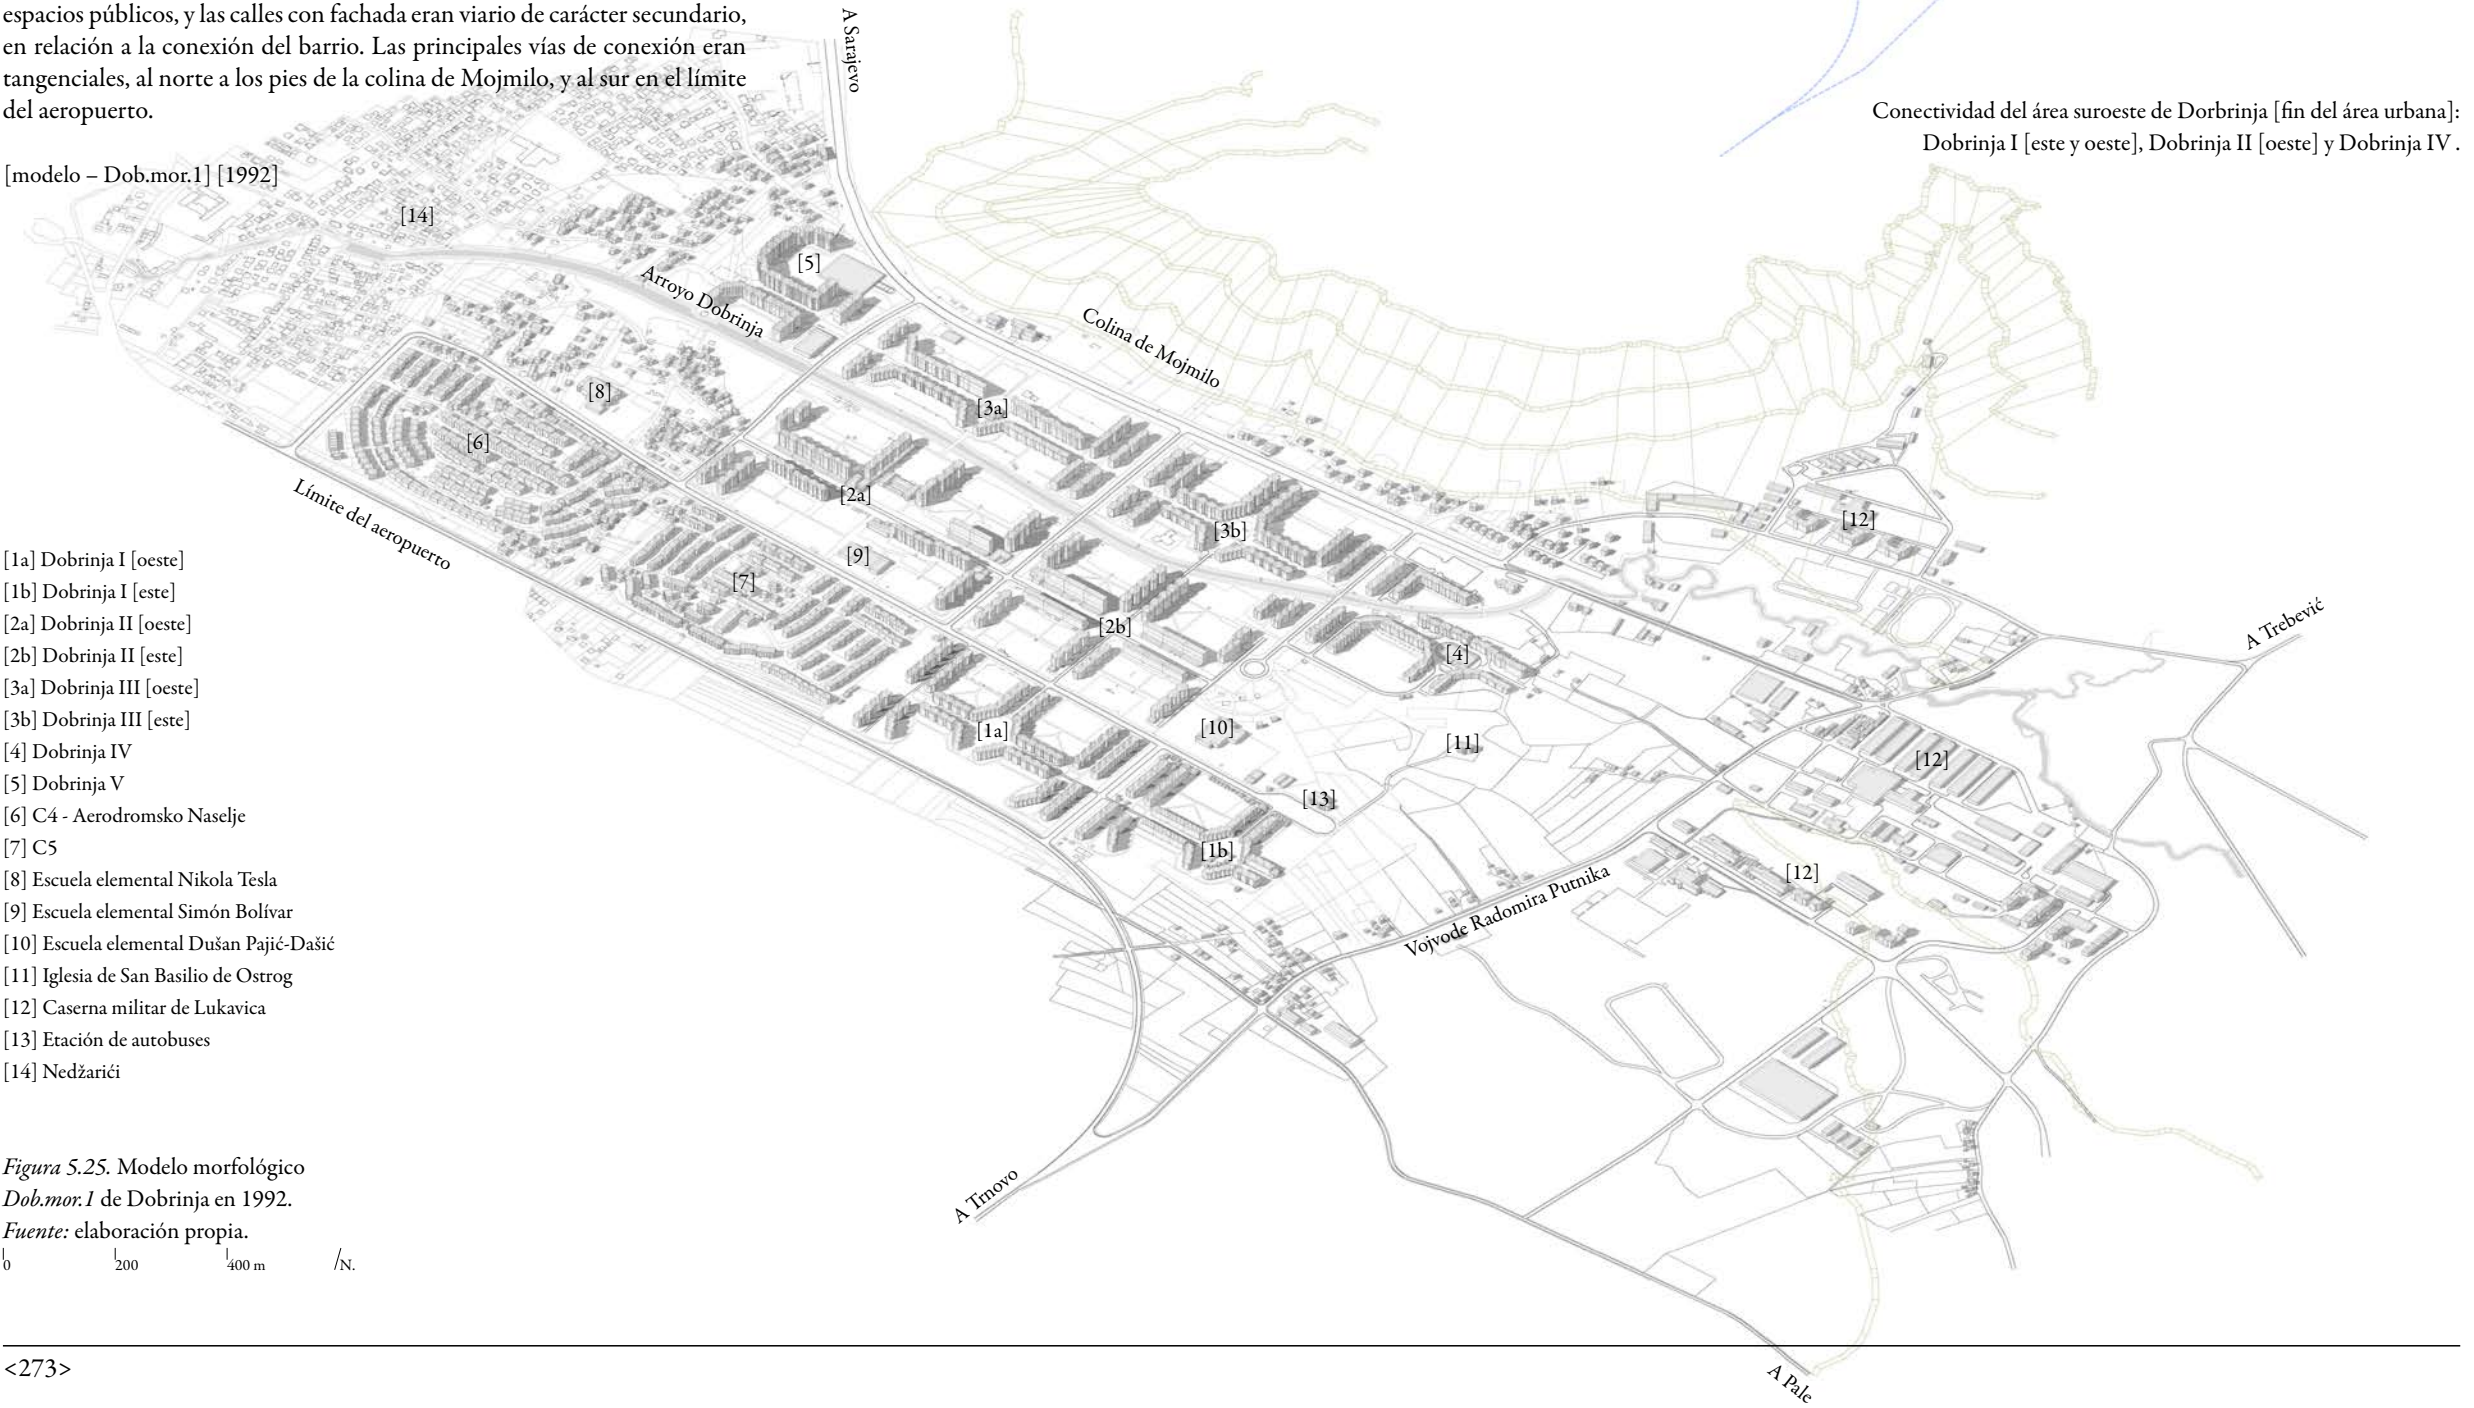 espacios públicos, y las calles con fachada eran viario de carácter secundario,
en relación a la conexión del barrio. Las principales vías de conexión eran
tangenciales, al norte a los pies de la colina de Mojmilo, y al sur en el límite
del aeropuerto.
[modelo – Dob.mor.1] [1992]
A Sarajevo
Conectividad del área suroeste de Dorbrinja [fin del área urbana]:
Dobrinja I [este y oeste], Dobrinja II [oeste] y Dobrinja IV .
[14]
[5]
Arroyo Dobrinja
Colina de Mojmilo
[8]
[3a]
[6]
[2a]
Límite del aeropuerto
[3b]
[12]
[9]
[7]
[2b]
[4]
A Trebević
[1a]
[10]
[11]
[12]
[13]
[1b]
[12]
Vojvode Radomira Putnika
A Trnovo
A Pale
[1a] Dobrinja I [oeste]
[1b] Dobrinja I [este]
[2a] Dobrinja II [oeste]
[2b] Dobrinja II [este]
[3a] Dobrinja III [oeste]
[3b] Dobrinja III [este]
[4] Dobrinja IV
[5] Dobrinja V
[6] C4 - Aerodromsko Naselje
[7] C5
[8] Escuela elemental Nikola Tesla
[9] Escuela elemental Simón Bolívar
[10] Escuela elemental Dušan Pajić-Dašić
[11] Iglesia de San Basilio de Ostrog
[12] Caserna militar de Lukavica
[13] Etación de autobuses
[14] Nedžarići
Figura 5.25. Modelo morfológico
Dob.mor.1 de Dobrinja en 1992.
Fuente: elaboración propia.
0 200 400 m /N.
<273>